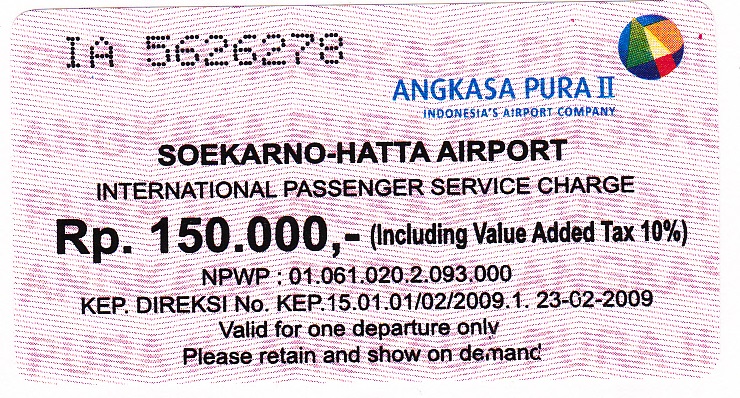 IA 5626278
ANGKASA PURA II
INDONESIA'S AIRPORT COMPANY
SOEKARNO-HATTA AIRPORT
INTERNATIONAL PASSENGER SERVICE CHARGE
Rp. 150.000,- (Including Value Added Tax 10%)
NPWP : 01.061.020.2.093.000
KEP. DIREKSI No. KEP.15.01.01/02/2009.1. 23-02-2009
Valid for one departure only
Please retain and show on demand